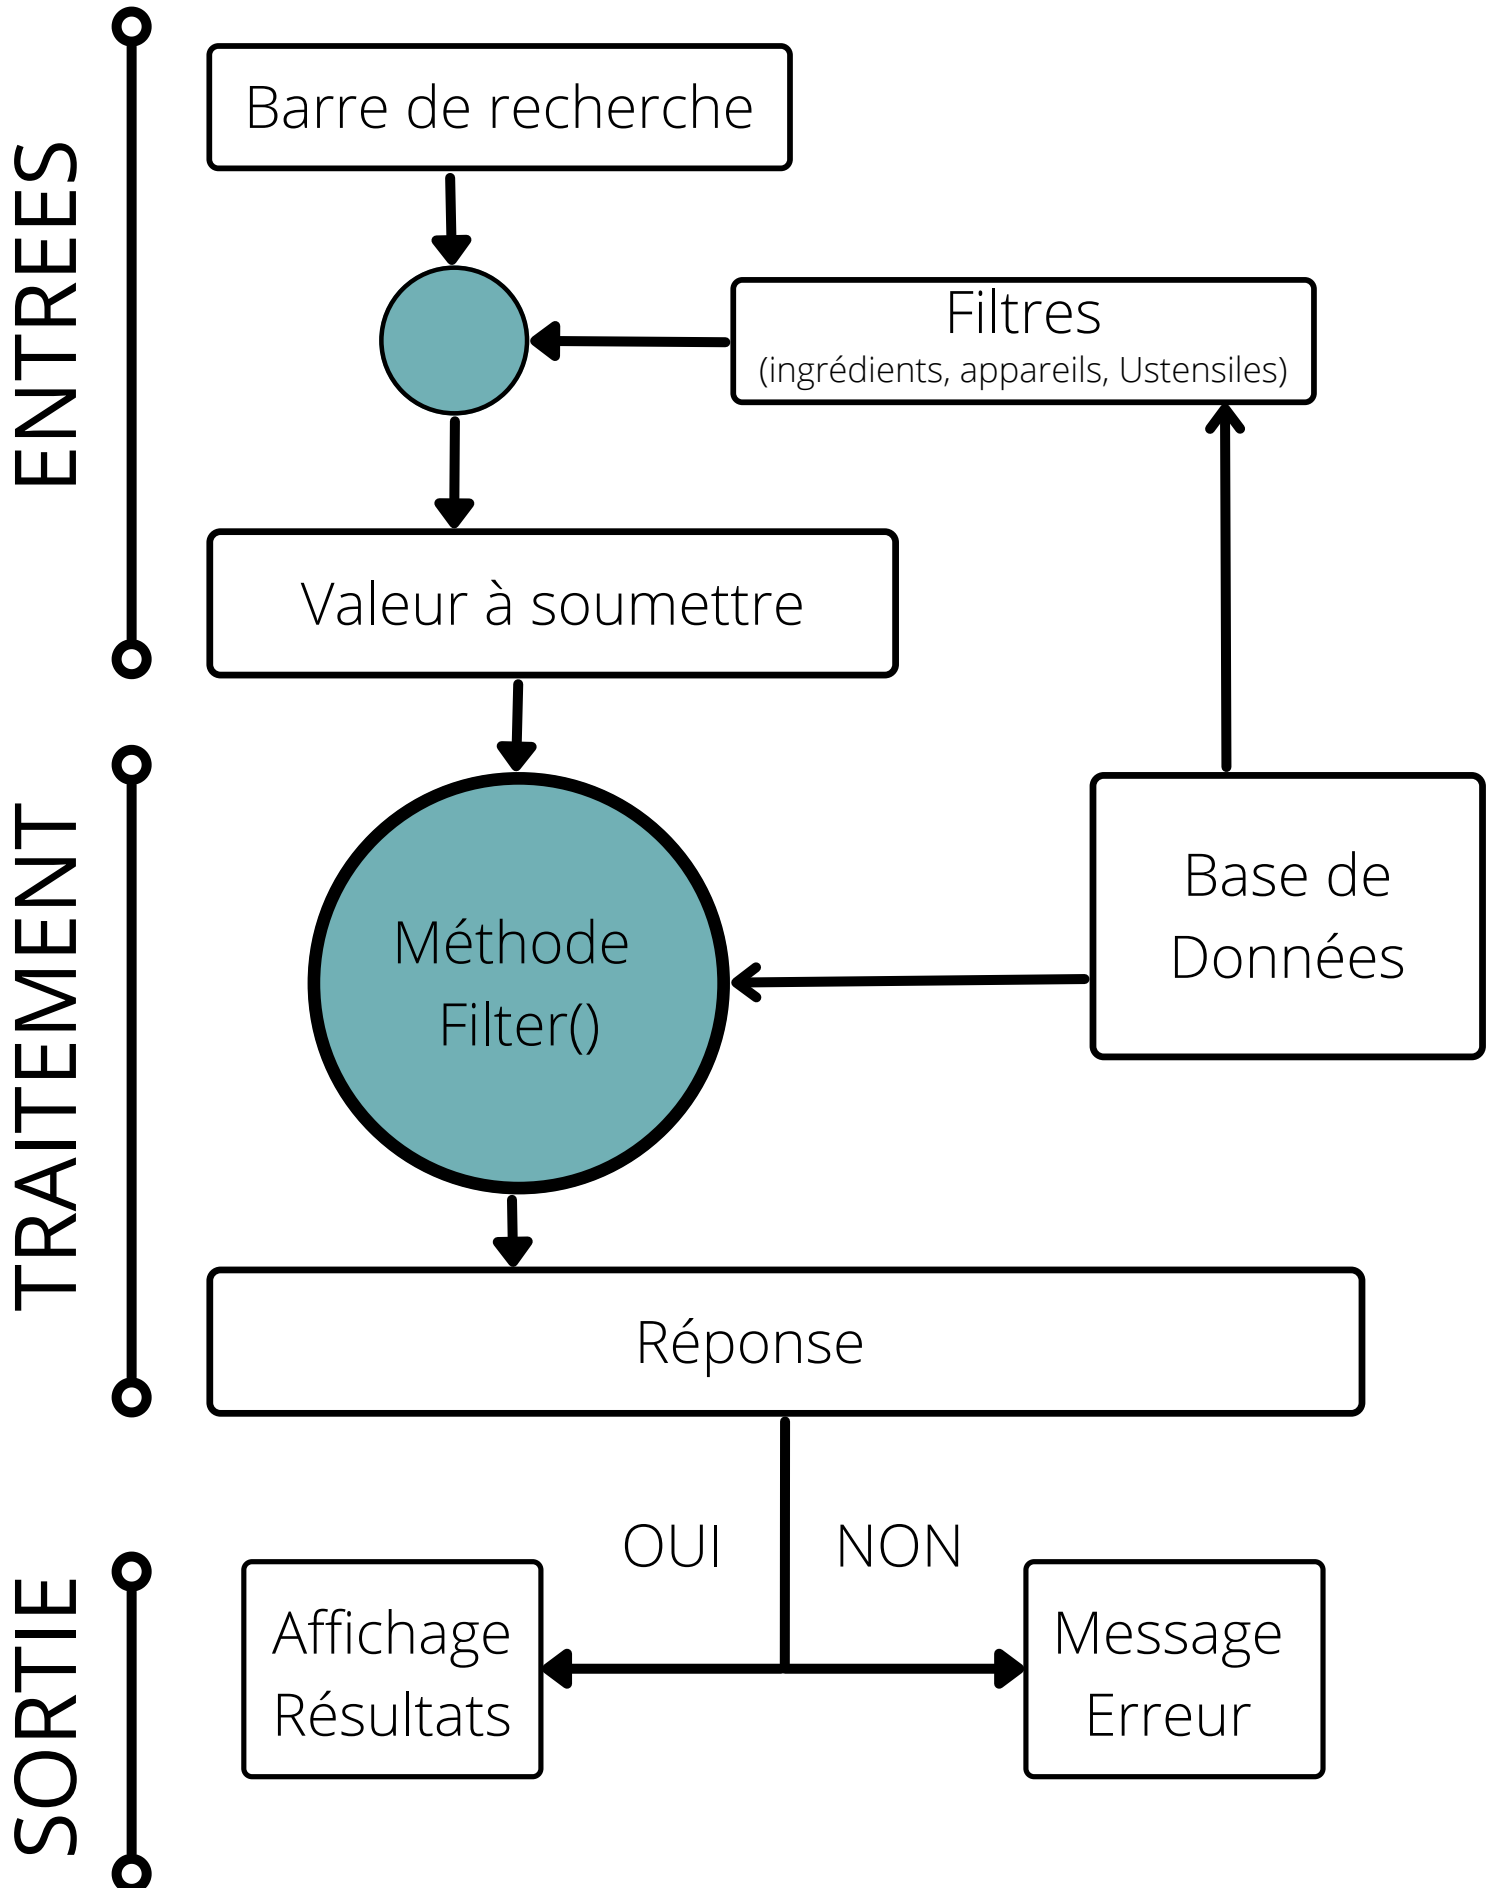 ENTREES
Barre de recherche
Filtres
(ingrédients, appareils, Ustensiles)
Valeur à soumettre
TRAITEMENT
Méthode
Filter()
Base de
Données
Réponse
SORTIE
OUI
NON
Affichage
Résultats
Message
Erreur